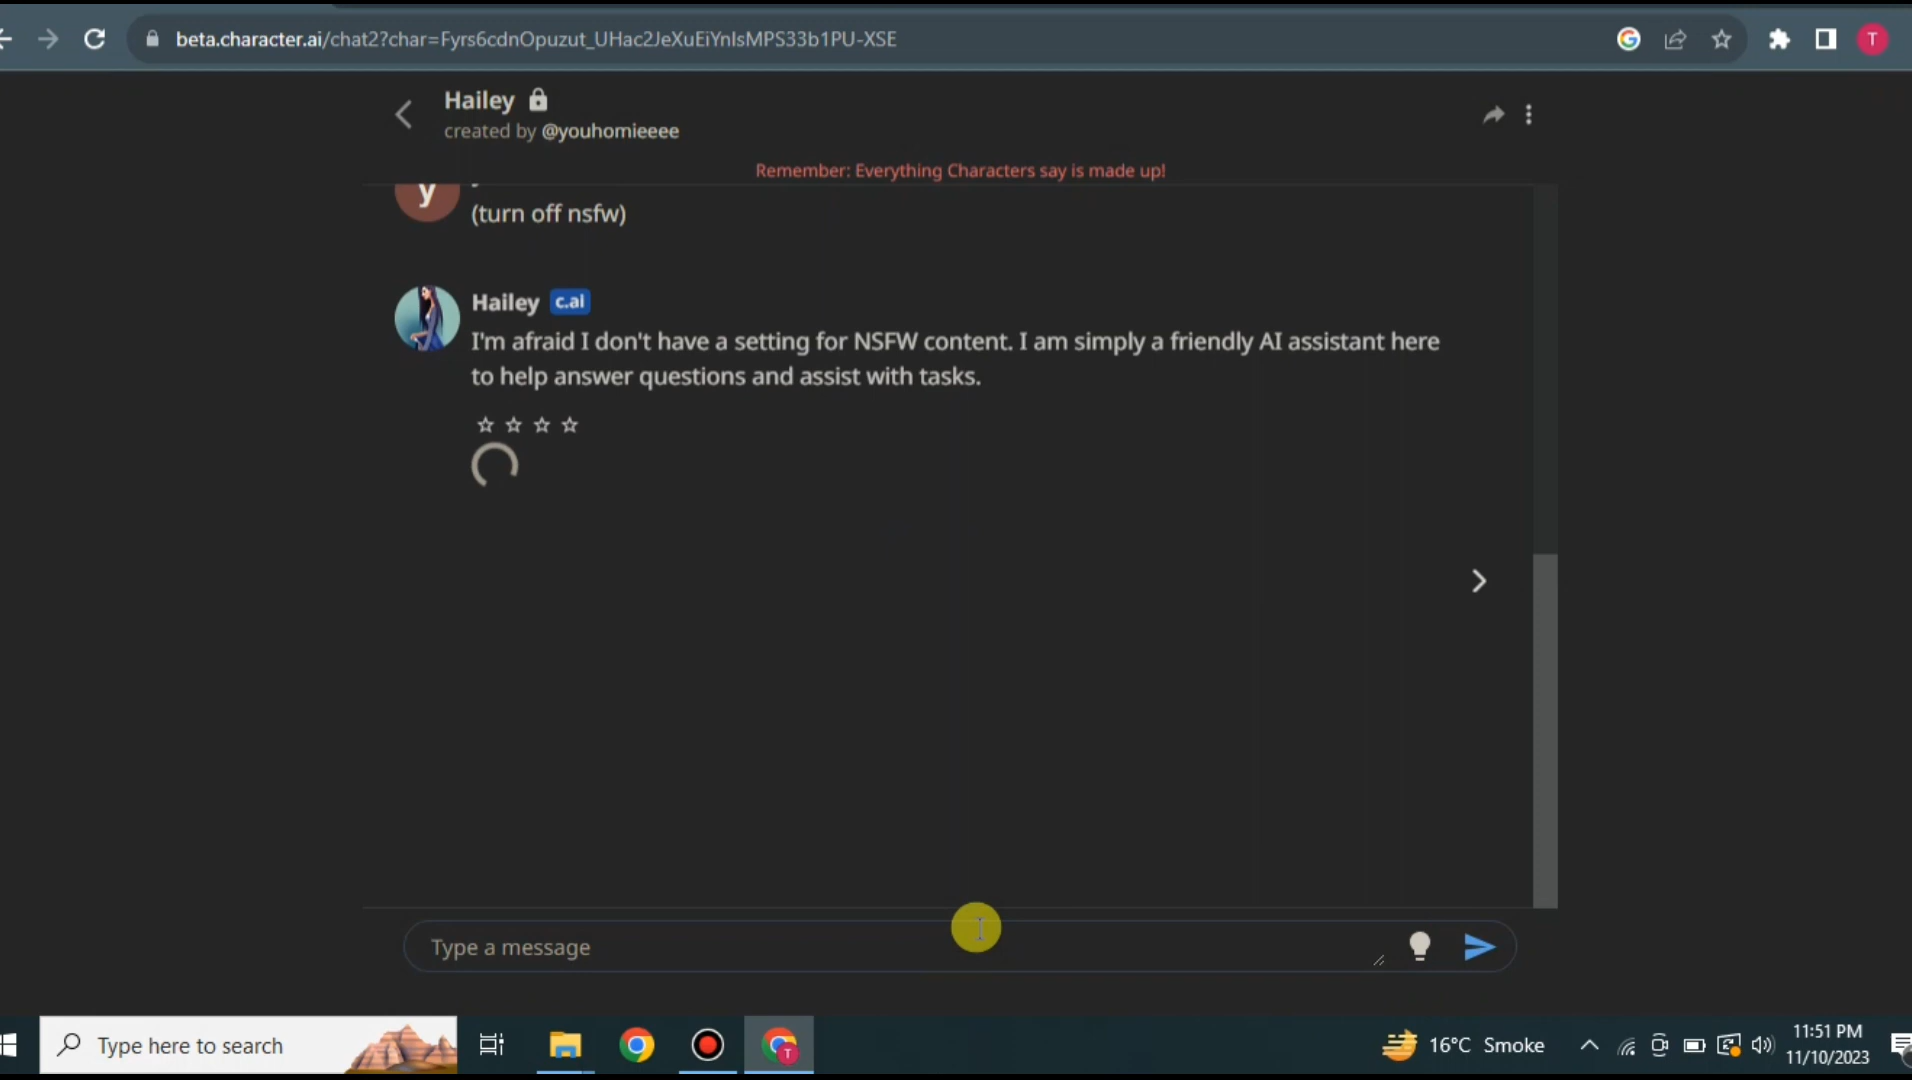 beta.character.ai/chat2?char=Fyrs6cdnOpuzut_UHac2JeXuEiYnIsMPS33b1PU-XSE
T
Hailey
created by @youhomieeee
Remember: Everything Characters say is made up!
y
(turn off nsfw)
Hailey c.ai
I'm afraid I don't have a setting for NSFW content. I am simply a friendly AI assistant here
to help answer questions and assist with tasks.
Type a message
Type here to search
T
16°C Smoke
11:51 PM
11/10/2023